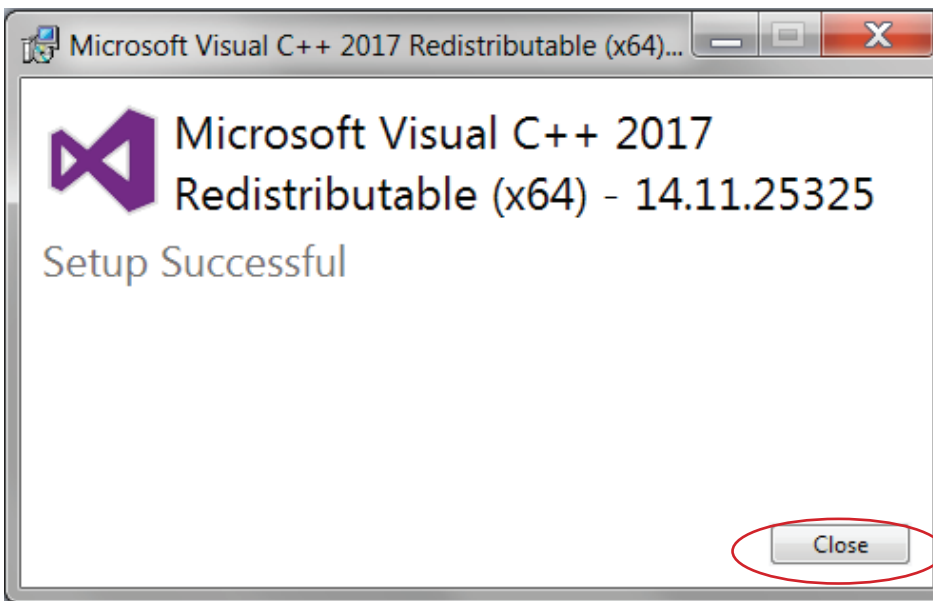 Microsoft Visual C++ 2017 Redistributable (x64)...
Microsoft Visual C++ 2017
Redistributable (x64) - 14.11.25325
Setup Successful
Close